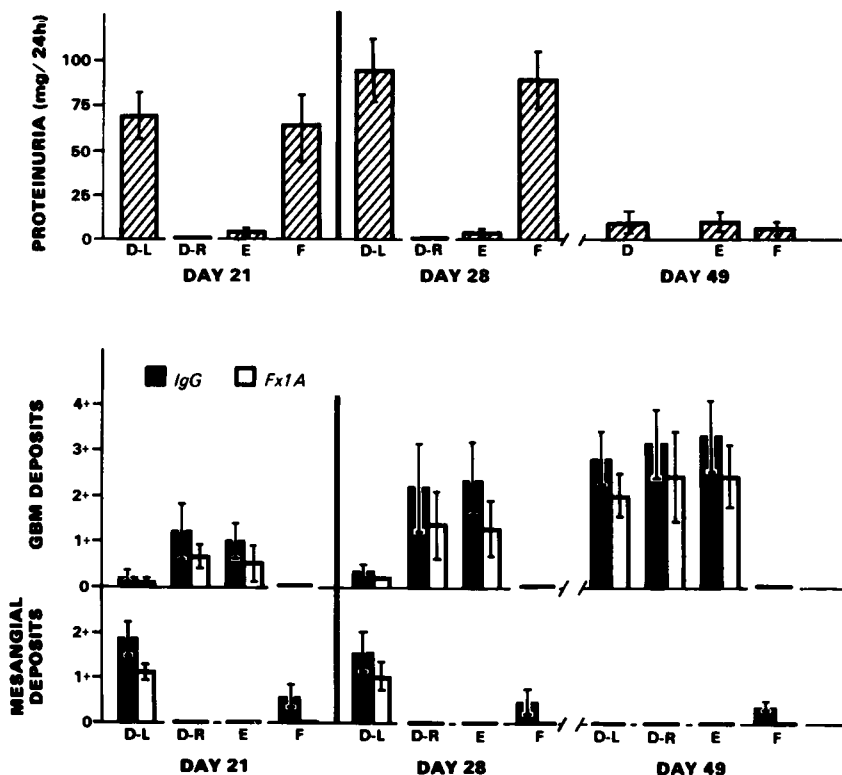 PROTEINURIA (mg/24h)
100
75
50
25
0
D-L D-R E F D-L D-R E F D E F
DAY 21 DAY 28 DAY 49
IgG Fx1A
GBM DEPOSITS
4+
3+
2+
1+
0
MESANGIAL DEPOSITS
2+
1+
0
D-L D-R E F D-L D-R E F D-L D-R E F
DAY 21 DAY 28 DAY 49